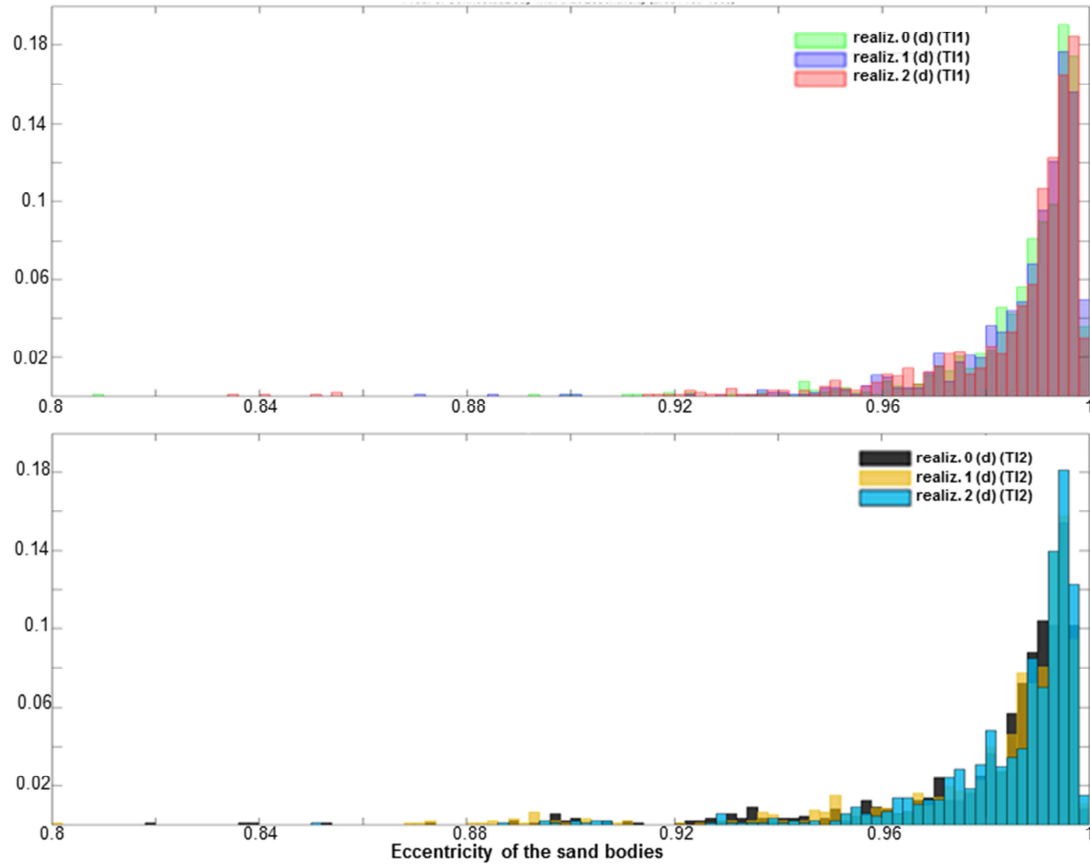 realiz. 0 (d) (TI1)
realiz. 1 (d) (TI1)
realiz. 2 (d) (TI1)
0.18
0.14
0.1
0.06
0.02
0.8 0.84 0.88 0.92 0.96 1
realiz. 0 (d) (TI2)
realiz. 1 (d) (TI2)
realiz. 2 (d) (TI2)
0.18
0.14
0.1
0.06
0.02
0.8 0.84 0.88 0.92 0.96 1
Eccentricity of the sand bodies